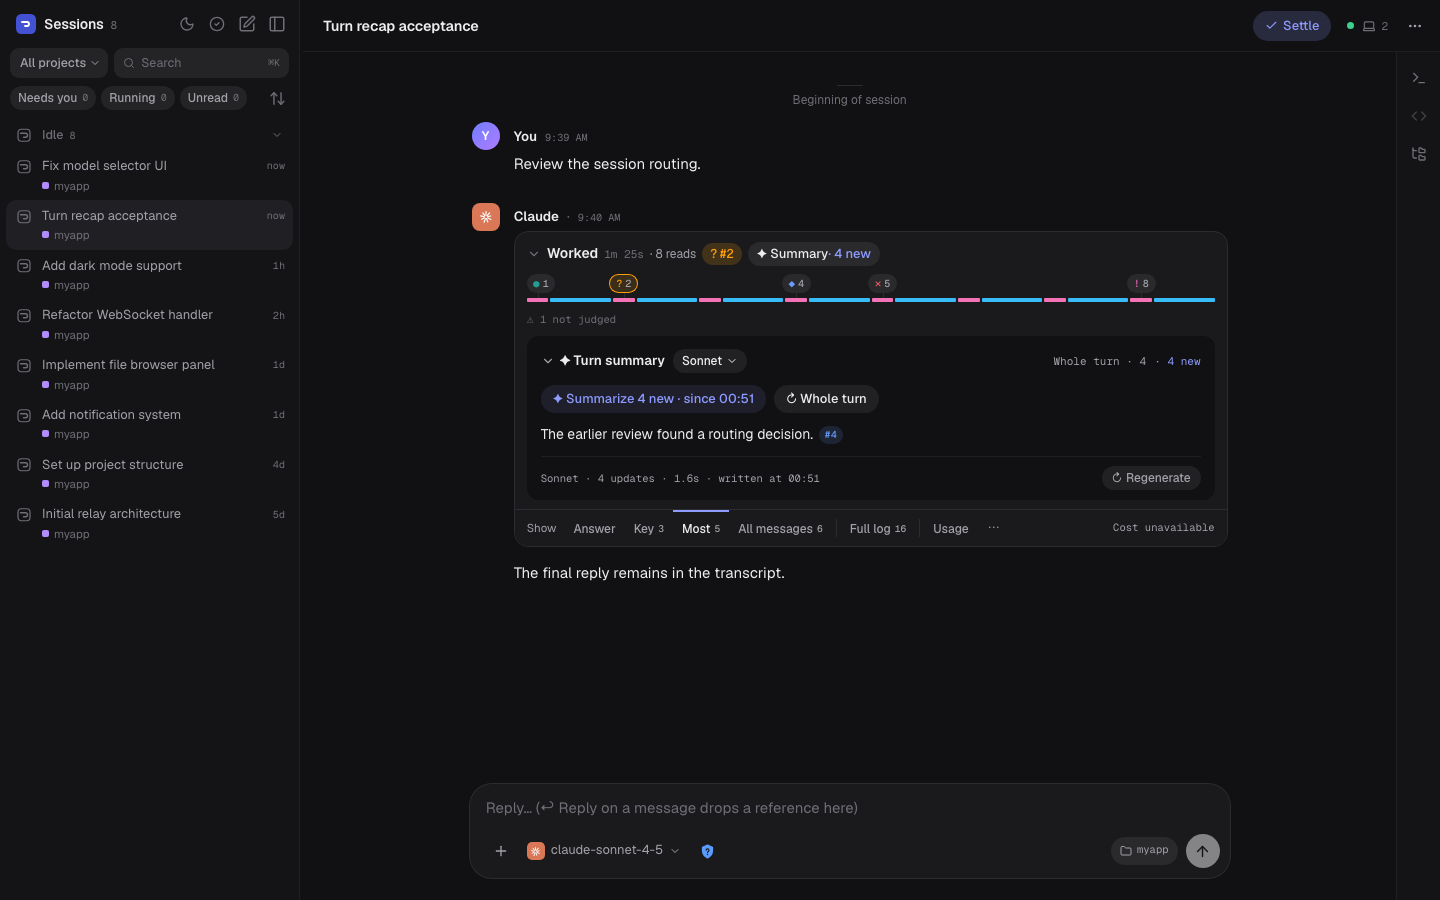 Sessions 8
All projects
Search ⌘K
Needs you 0
Running 0
Unread 0
Idle 8
Fix model selector UI now
myapp
Turn recap acceptance now
myapp
Add dark mode support 1h
myapp
Refactor WebSocket handler 2h
myapp
Implement file browser panel 1d
myapp
Add notification system 1d
myapp
Set up project structure 4d
myapp
Initial relay architecture 5d
myapp
Turn recap acceptance
✓ Settle
2
Beginning of session
Y
You 9:39 AM
Review the session routing.
Claude · 9:40 AM
Worked 1m 25s · 8 reads ? #2 ✦ Summary · 4 new
● 1 ? 2 ◆ 4 × 5 ! 8
⚠ 1 not judged
✦ Turn summary Sonnet Whole turn · 4 · 4 new
✦ Summarize 4 new · since 00:51 ↻ Whole turn
The earlier review found a routing decision. #4
Sonnet · 4 updates · 1.6s · written at 00:51 ↻ Regenerate
Show Answer Key 3 Most 5 All messages 6 Full log 16 Usage ··· Cost unavailable
The final reply remains in the transcript.
Reply... (↩ Reply on a message drops a reference here)
claude-sonnet-4-5
myapp